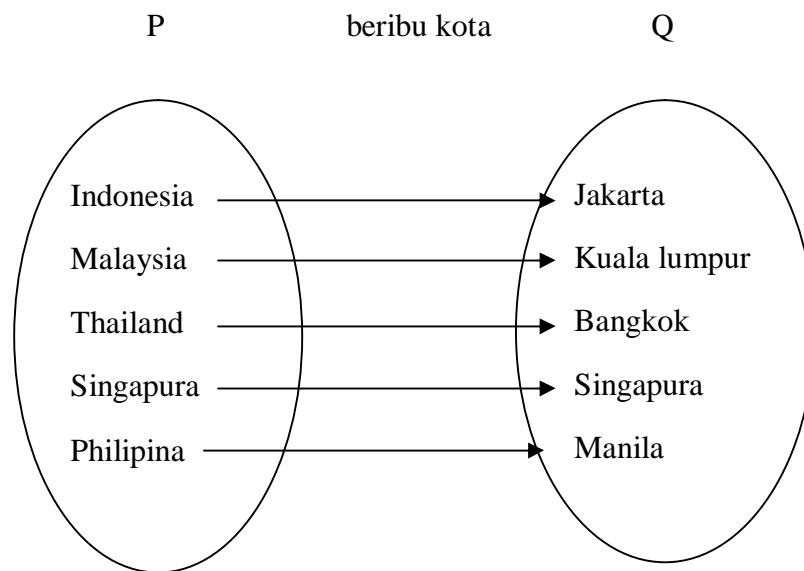 P beribu kota Q
Indonesia Jakarta
Malaysia Kuala lumpur
Thailand Bangkok
Singapura Singapura
Philipina Manila